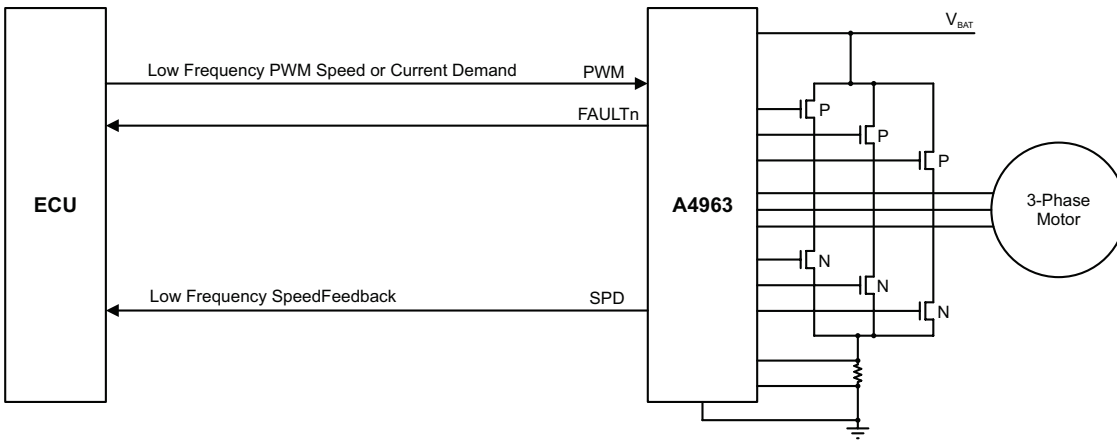 V_BAT
Low Frequency PWM Speed or Current Demand PWM
P
FAULTn
P
P
ECU
A4963
3-Phase
Motor
N
N
Low Frequency SpeedFeedback SPD
N